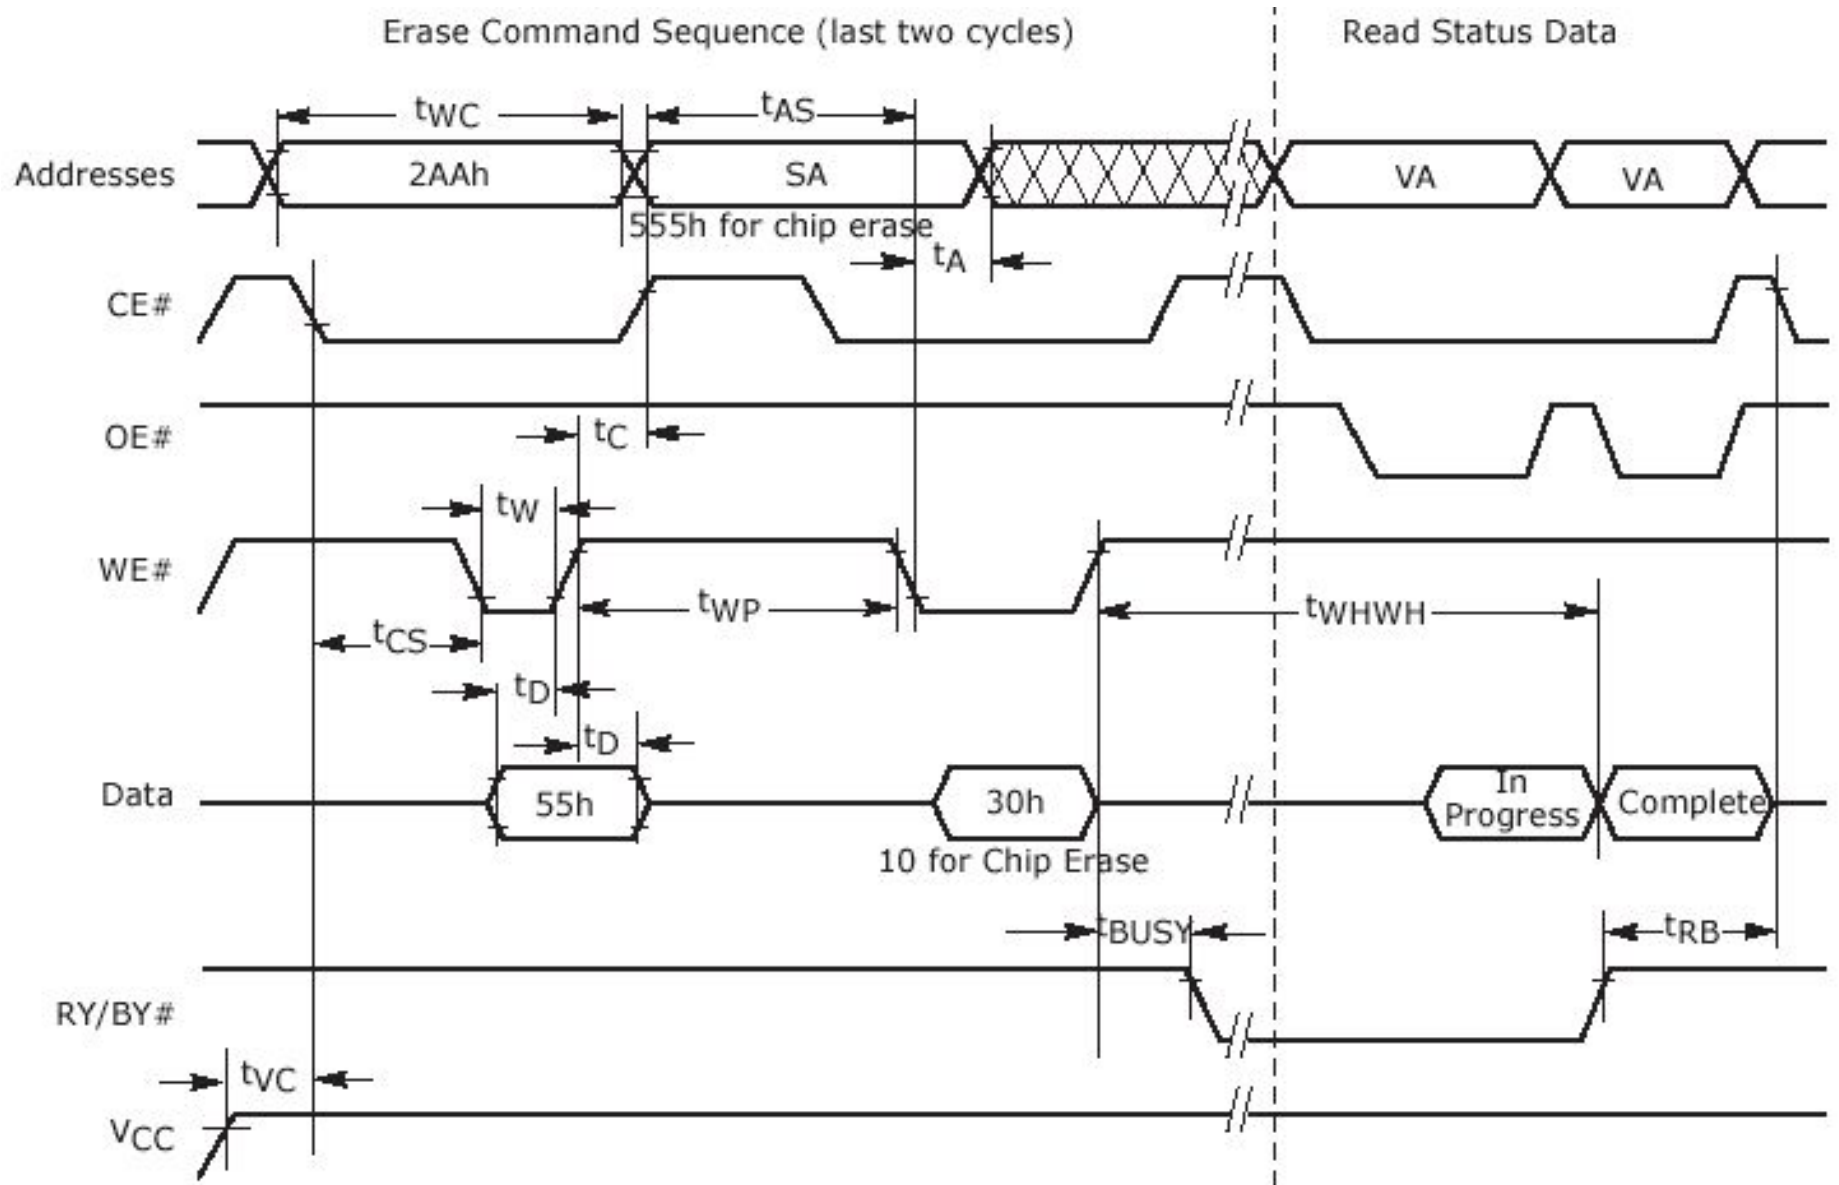 Erase Command Sequence (last two cycles)
Read Status Data
tWC
tAS
Addresses
2AAh
SA
VA
VA
555h for chip erase
tA
CE#
OE#
tC
tW
WE#
tWP
tWHWH
tCS
tD
tD
Data
55h
30h
In
Progress
Complete
10 for Chip Erase
tBUSY
tRB
RY/BY#
tVC
VCC